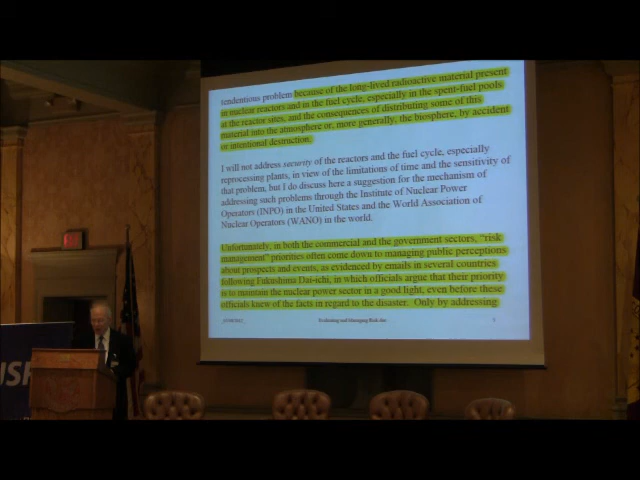 tendentious problem because of the long-lived radioactive material present
in nuclear reactors and in the fuel cycle, especially in the spent-fuel pools
at the reactor sites, and the consequences of distributing some of this
material into the atmosphere or, more generally, the biosphere, by accident
or intentional destruction.
I will not address security of the reactors and the fuel cycle, especially
reprocessing plants, in view of the limitations of time and the sensitivity of
that problem, but I do discuss here a suggestion for the mechanism of
addressing such problems through the Institute of Nuclear Power
Operators (INPO) in the United States and the World Association of
Nuclear Operators (WANO) in the world.
Unfortunately, in both the commercial and the government sectors, "risk
management" priorities often come down to managing public perceptions
about prospects and events, as evidenced by emails in several countries
following Fukushima Dai-ichi, in which officials argue that their priority
is to maintain the nuclear power sector in a good light, even before these
officials knew of the facts in regard to the disaster. Only by addressing
Evaluating and Managing Risk